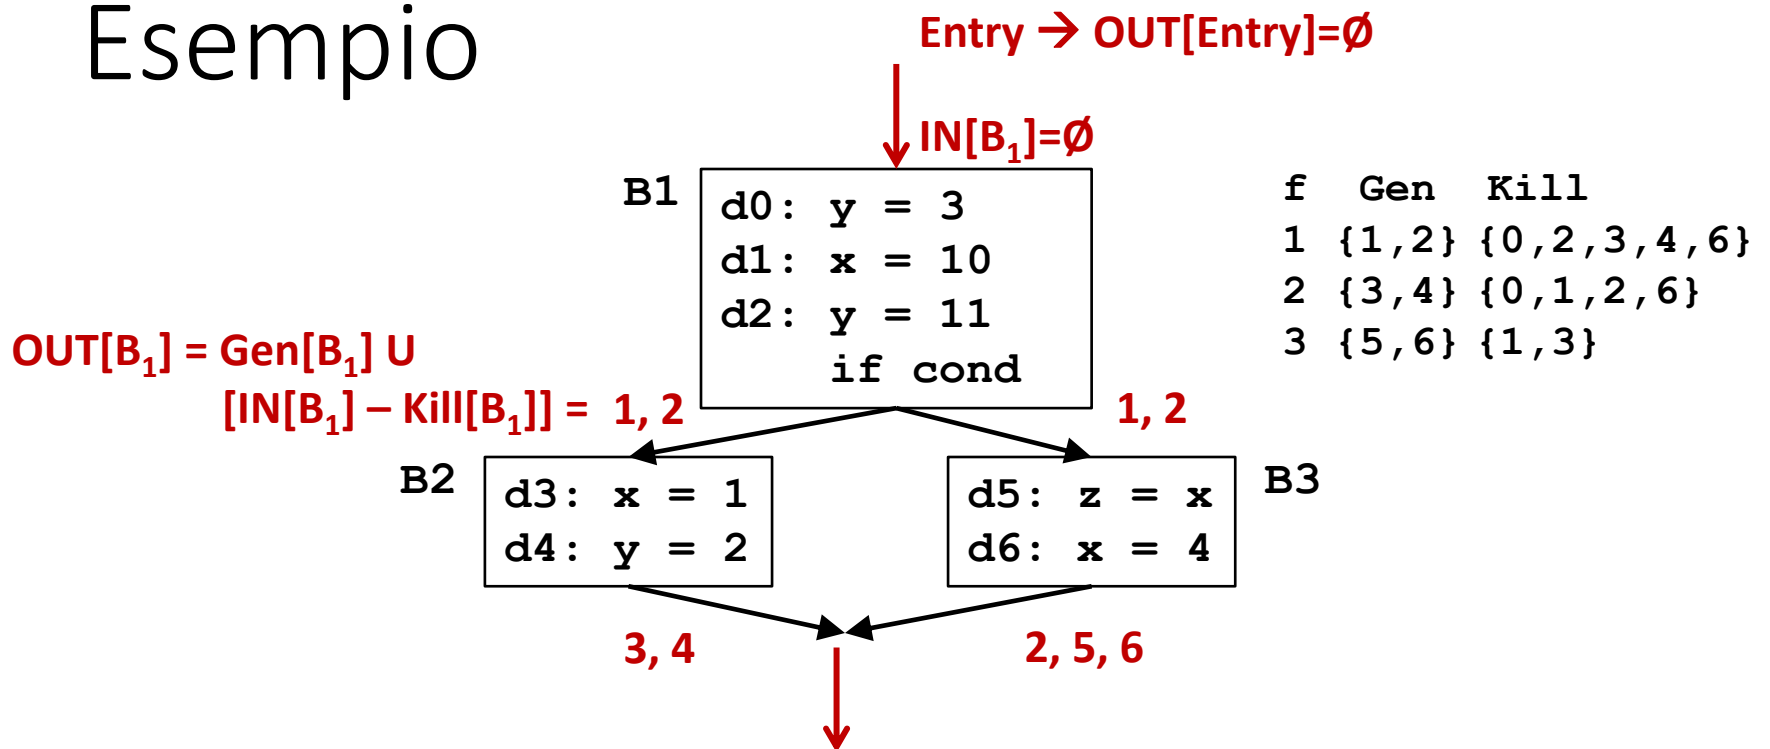 Esempio
Entry → OUT[Entry]=Ø
IN[B1]=Ø
B1
d0: y = 3
d1: x = 10
d2: y = 11
if cond
f Gen Kill
1 {1,2} {0,2,3,4,6}
2 {3,4} {0,1,2,6}
3 {5,6} {1,3}
OUT[B1] = Gen[B1] U
[IN[B1] – Kill[B1]] = 1, 2
1, 2
B2
d3: x = 1
d4: y = 2
d5: z = x
d6: x = 4
B3
3, 4
2, 5, 6